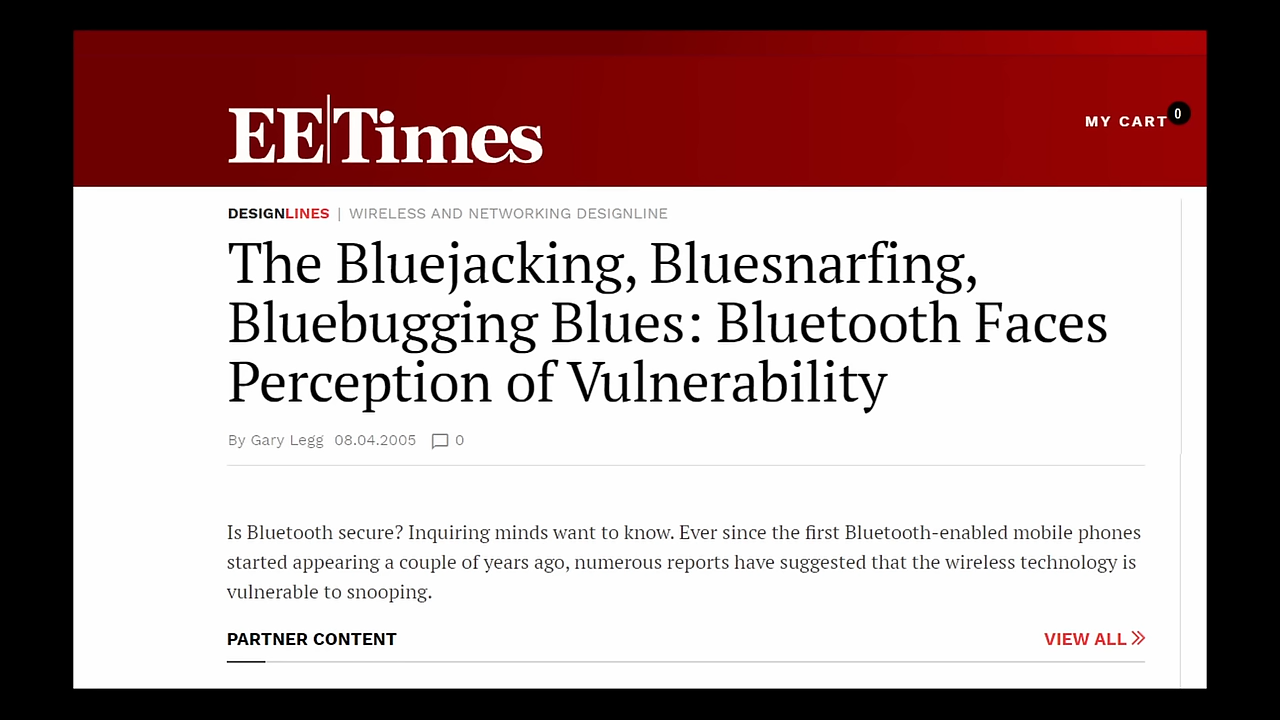 EETimes
MY CART 0
DESIGNLINES | WIRELESS AND NETWORKING DESIGNLINE
The Bluejacking, Bluesnarfing,
Bluebugging Blues: Bluetooth Faces
Perception of Vulnerability
By Gary Legg 08.04.2005 0
Is Bluetooth secure? Inquiring minds want to know. Ever since the first Bluetooth-enabled mobile phones
started appearing a couple of years ago, numerous reports have suggested that the wireless technology is
vulnerable to snooping.
PARTNER CONTENT
VIEW ALL